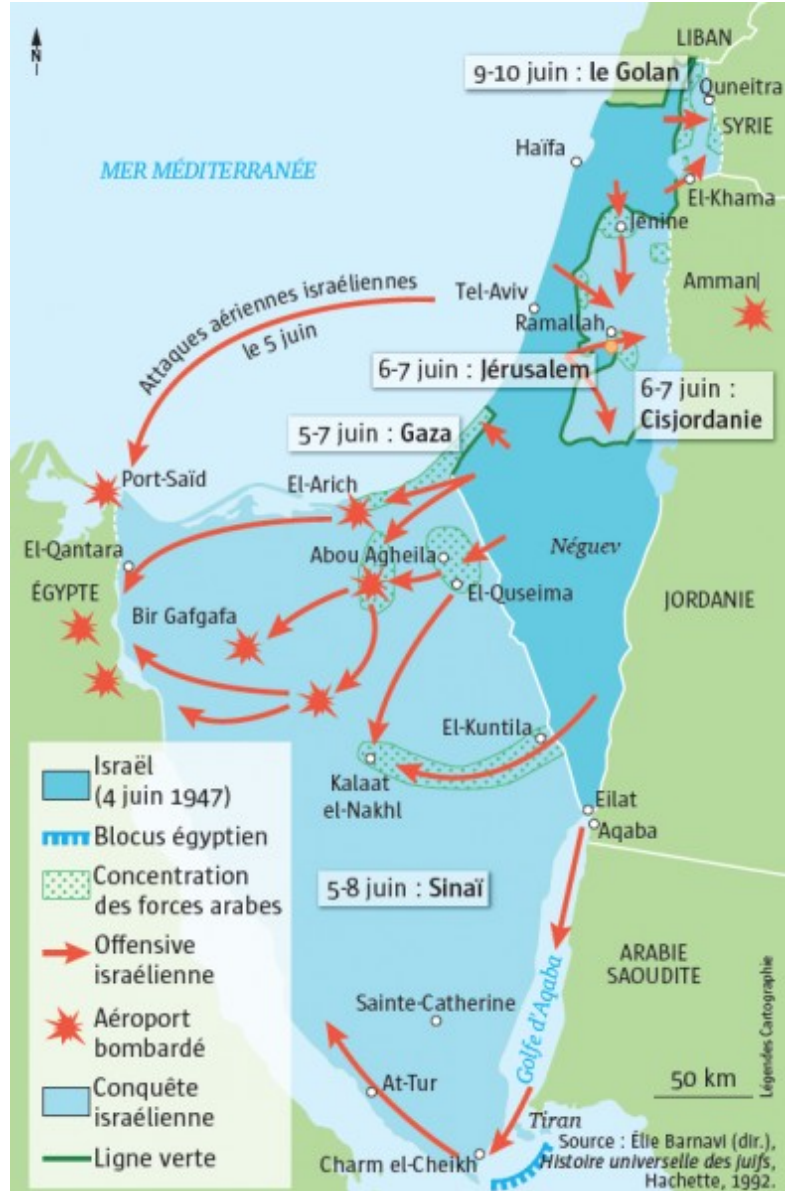 N
LIBAN
9-10 juin : le Golan
Quneitra
SYRIE
MER MÉDITERRANÉE
Haïfa
El-Khama
Jénine
Attaques aériennes israéliennes
le 5 juin
Tel-Aviv
Amman
Ramallah
6-7 juin : Jérusalem
6-7 juin :
Cisjordanie
5-7 juin : Gaza
Port-Saïd
El-Arich
El-Qantara
Abou Agheila
Néguev
ÉGYPTE
El-Quseima
Bir Gafgafa
JORDANIE
El-Kuntila
Kalaat
el-Nakhl
Eilat
Aqaba
5-8 juin : Sinaï
ARABIE
SAOUDITE
Golfe d'Aqaba
Sainte-Catherine
At-Tur
50 km
Tiran
Charm el-Cheikh
Israël
(4 juin 1947)
Blocus égyptien
Concentration
des forces arabes
Offensive
israélienne
Aéroport
bombardé
Conquête
israélienne
Ligne verte
Légendes Cartographie
Source : Élie Barnavi (dir.),
Histoire universelle des juifs,
Hachette, 1992.